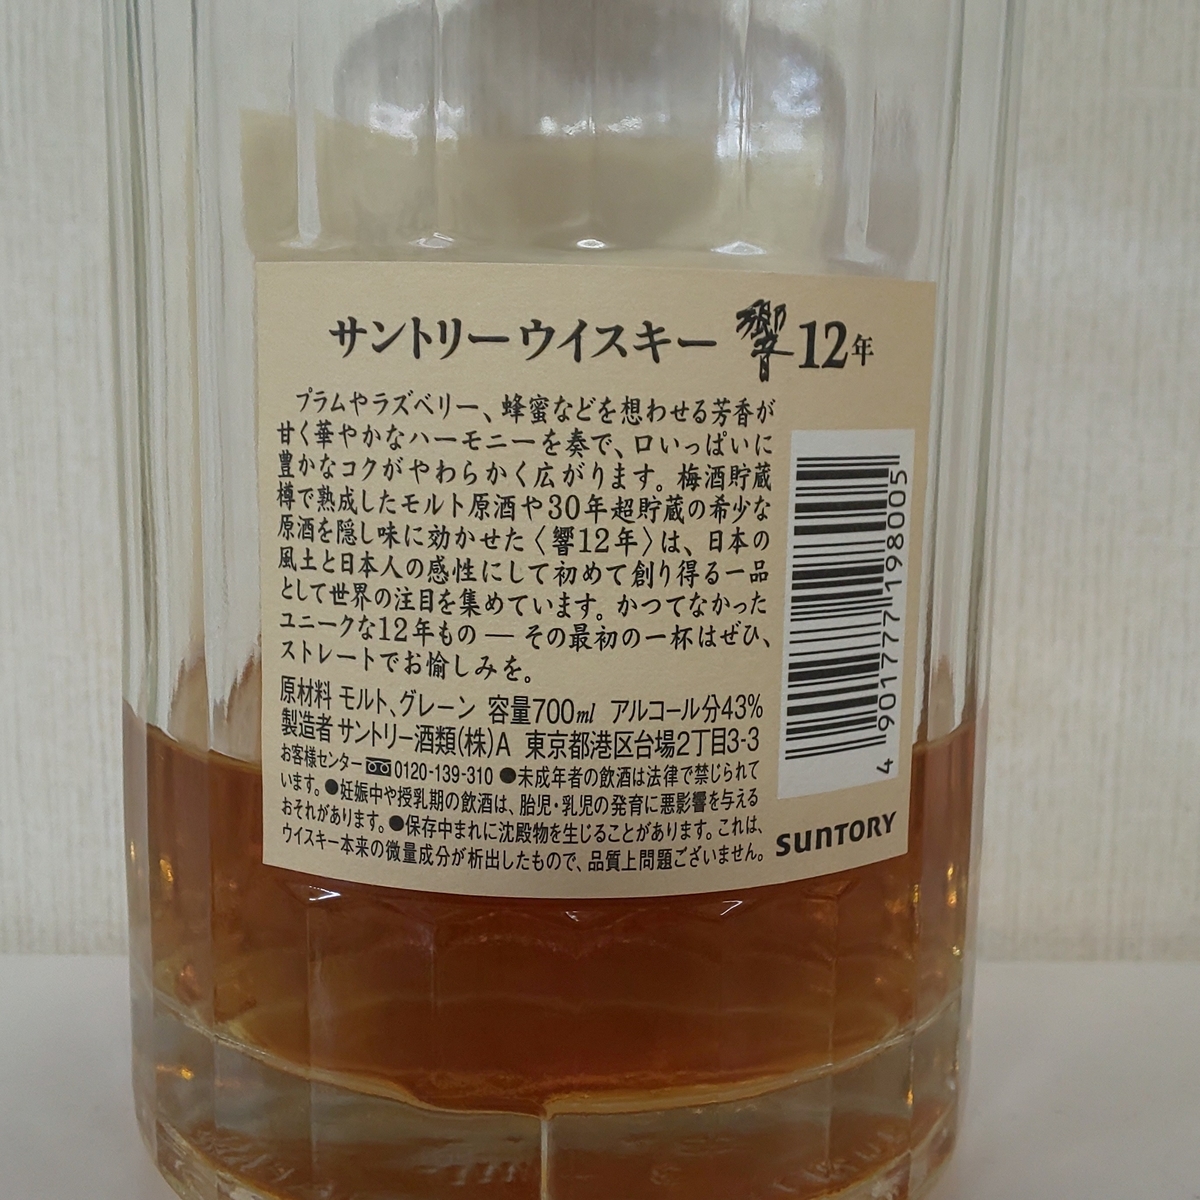 サントリーウイスキー 響 12年
プラムやラズベリー、蜂蜜などを想わせる芳香が
甘く華やかなハーモニーを奏で、口いっぱいに
豊かなコクがやわらかく広がります。梅酒貯蔵
樽で熟成したモルト原酒や30年超貯蔵の希少な
原酒を隠し味に効かせた〈響12年〉は、日本の
風土と日本人の感性にして初めて創り得る一品
として世界の注目を集めています。かつてなかった
ユニークな12年もの ― その最初の一杯はぜひ、
ストレートでお愉しみを。
原材料 モルト、グレーン 容量700ml アルコール分43%
製造者 サントリー酒類(株)A 東京都港区台場2丁目3-3
お客様センター 0120-139-310 ●未成年者の飲酒は法律で禁じられて
います。●妊娠中や授乳期の飲酒は、胎児・乳児の発育に悪影響を与える
おそれがあります。●保存中まれに沈殿物を生じることがあります。これは、
ウイスキー本来の微量成分が析出したもので、品質上問題ございません。
4 901777 198005
SUNTORY